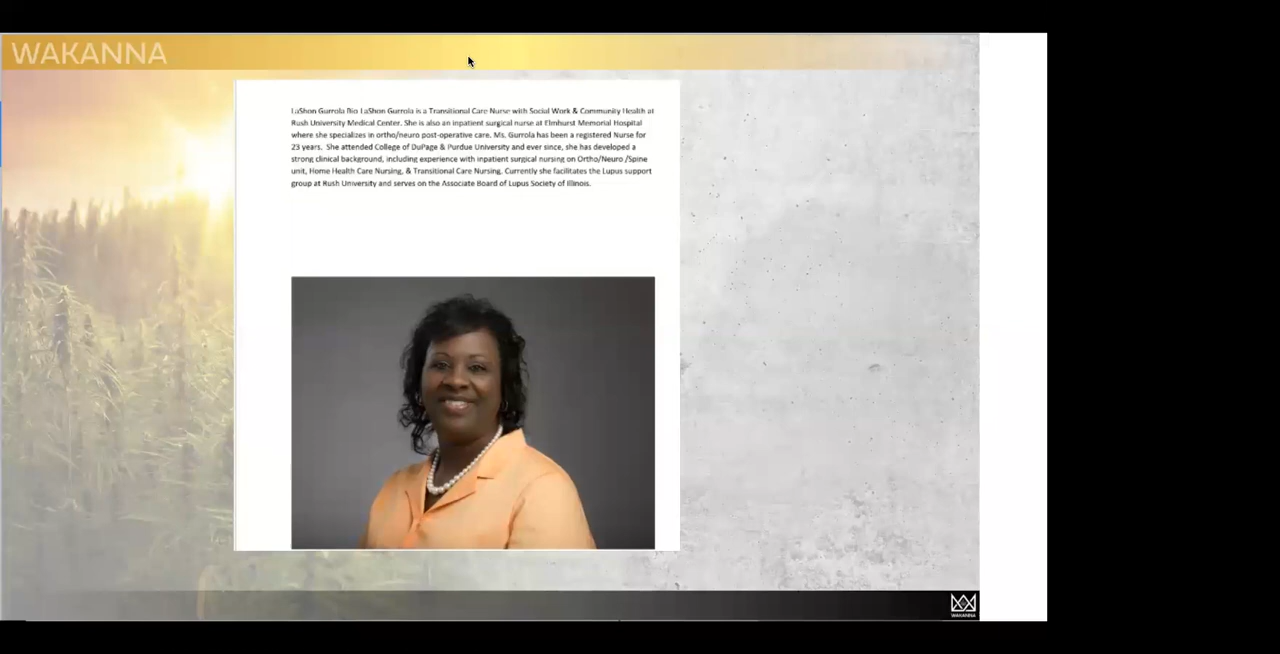 WAKANNA
LaShon Gurrola Bio LaShon Gurrola is a Transitional Care Nurse with Social Work & Community Health at
Rush University Medical Center. She is also an inpatient surgical nurse at Elmhurst Memorial Hospital
where she specializes in ortho/neuro post-operative care. Ms. Gurrola has been a registered Nurse for
23 years. She attended College of DuPage & Purdue University and ever since, she has developed a
strong clinical background, including experience with inpatient surgical nursing on Ortho/Neuro /Spine
unit, Home Health Care Nursing, & Transitional Care Nursing. Currently she facilitates the Lupus support
group at Rush University and serves on the Associate Board of Lupus Society of Illinois.
WAKANNA